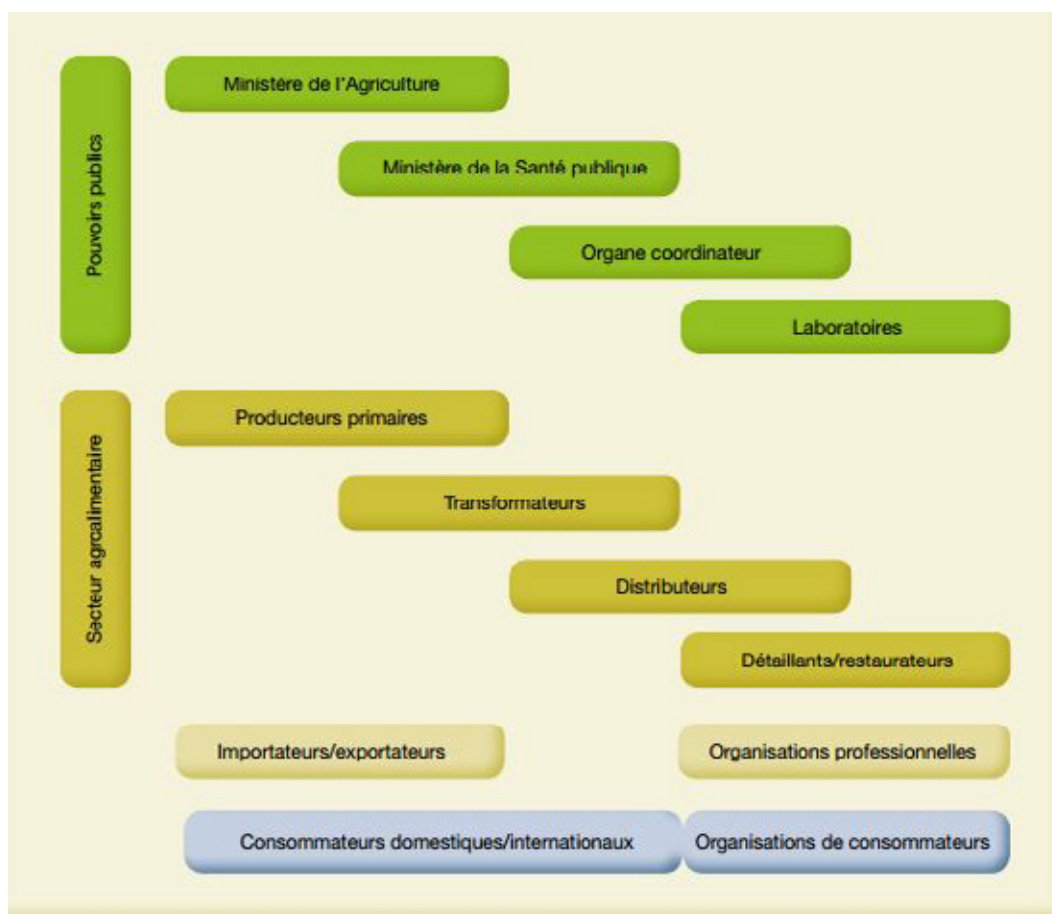 Pouvoirs publics
Ministère de l'Agriculture
Ministère de la Santé publique
Organe coordinateur
Laboratoires
Secteur agroalimentaire
Producteurs primaires
Transformateurs
Distributeurs
Détaillants/restaurateurs
Importateurs/exportateurs
Organisations professionnelles
Consommateurs domestiques/internationaux
Organisations de consommateurs